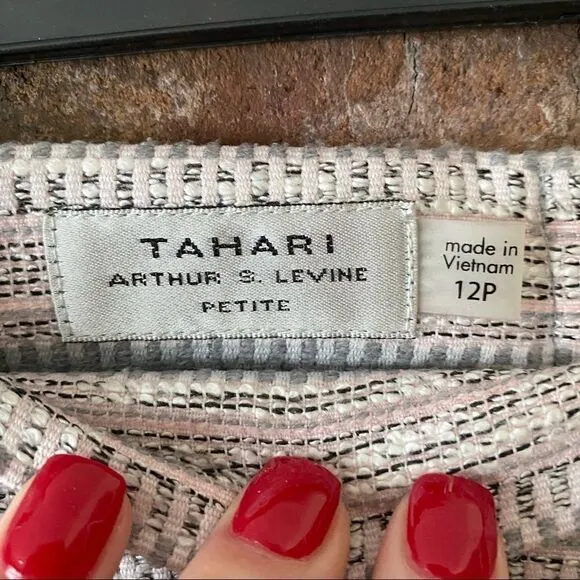 TAHARI
ARTHUR S. LEVINE
PETITE
made in
Vietnam
12P